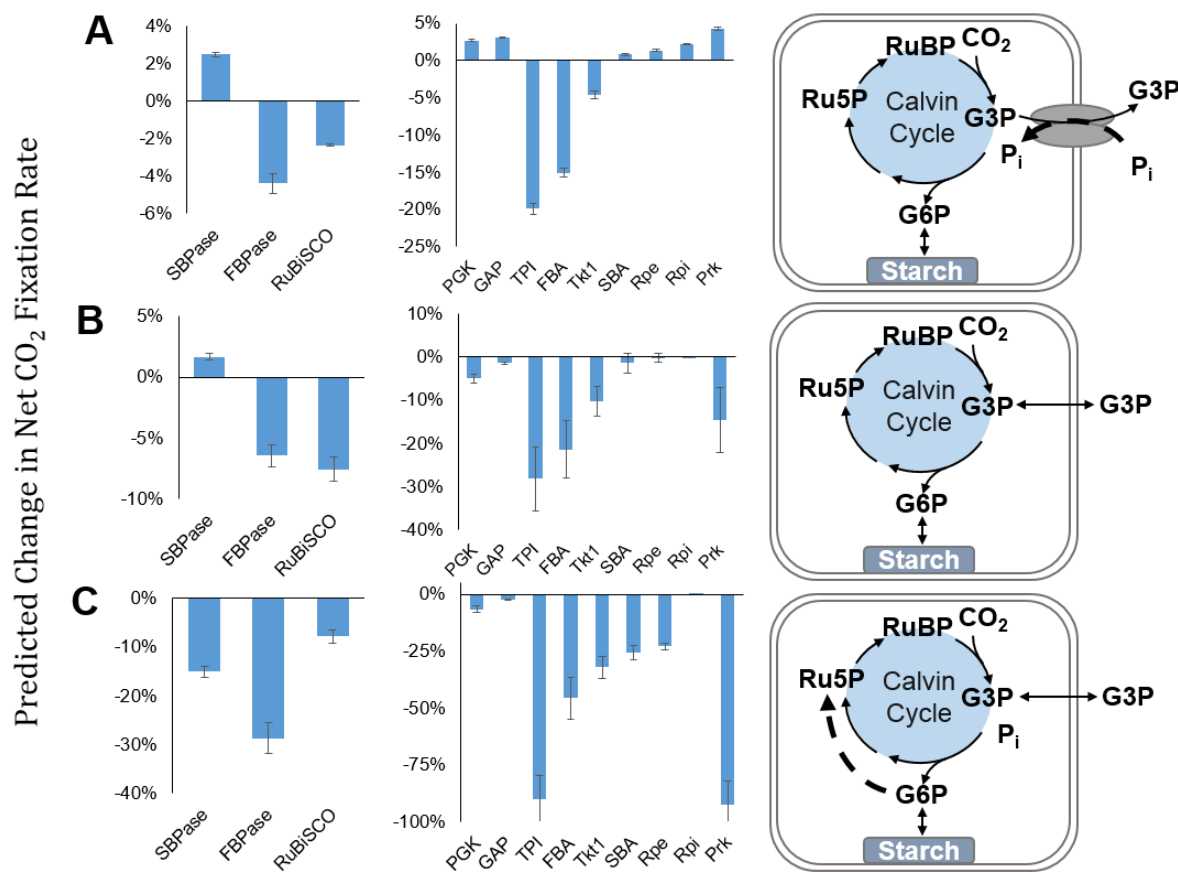 Predicted Change in Net CO₂ Fixation Rate
A
4%
2%
0%
-2%
-4%
-6%
SBPase
FBPase
RuBiSCO
5%
0%
-5%
-10%
-15%
-20%
-25%
PGK
GAP
TPI
FBA
Tkt1
SBA
Rpe
Rpi
Prk
RuBP
CO₂
Ru5P
Calvin
Cycle
G3P
G3P
Pᵢ
Pᵢ
G6P
Starch
B
5%
0%
-5%
-10%
SBPase
FBPase
RuBiSCO
10%
0%
-10%
-20%
-30%
-40%
PGK
GAP
TPI
FBA
Tkt1
SBA
Rpe
Rpi
Prk
RuBP
CO₂
Ru5P
Calvin
Cycle
G3P
G3P
G6P
Starch
C
0%
-10%
-20%
-30%
-40%
SBPase
FBPase
RuBiSCO
0%
-25%
-50%
-75%
-100%
PGK
GAP
TPI
FBA
Tkt1
SBA
Rpe
Rpi
Prk
RuBP
CO₂
Ru5P
Calvin
Cycle
G3P
G3P
Pᵢ
G6P
Starch